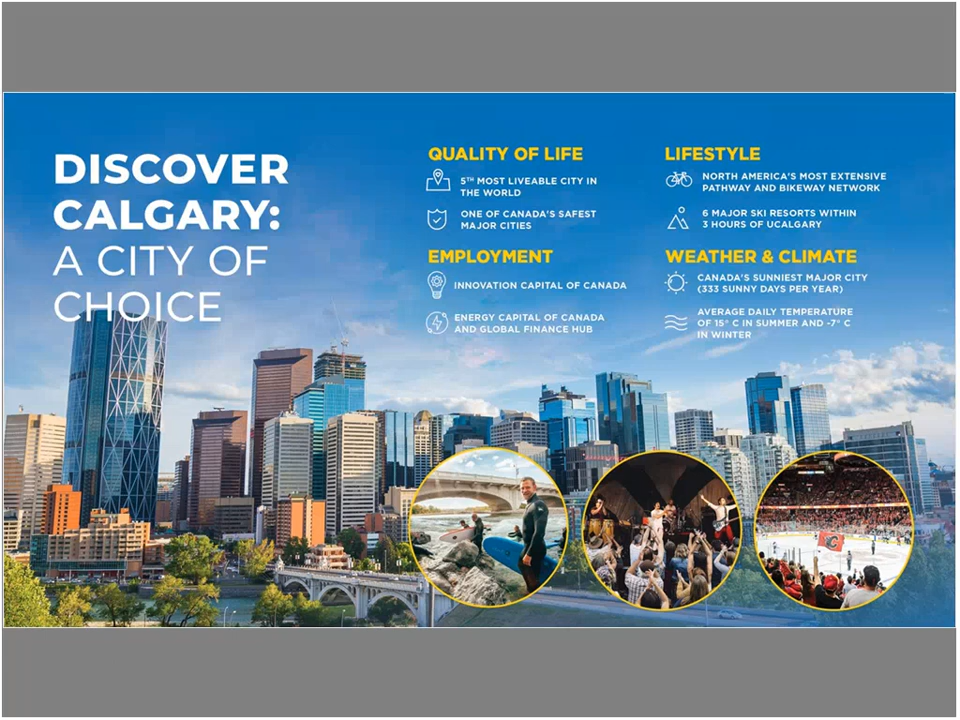 DISCOVER
CALGARY:
A CITY OF
CHOICE
QUALITY OF LIFE
5TH MOST LIVEABLE CITY IN
THE WORLD
ONE OF CANADA'S SAFEST
MAJOR CITIES
EMPLOYMENT
INNOVATION CAPITAL OF CANADA
ENERGY CAPITAL OF CANADA
AND GLOBAL FINANCE HUB
LIFESTYLE
NORTH AMERICA'S MOST EXTENSIVE
PATHWAY AND BIKEWAY NETWORK
6 MAJOR SKI RESORTS WITHIN
3 HOURS OF UCALGARY
WEATHER & CLIMATE
CANADA'S SUNNIEST MAJOR CITY
(333 SUNNY DAYS PER YEAR)
AVERAGE DAILY TEMPERATURE
OF 15° C IN SUMMER AND -7° C
IN WINTER